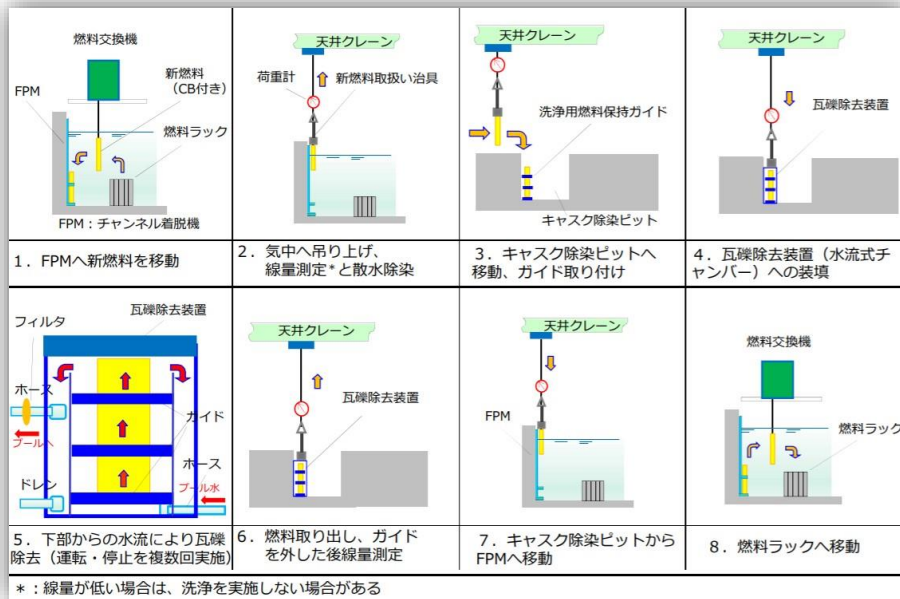 燃料交換機
新燃料
（CB付き）
FPM
燃料ラック
FPM：チャンネル着脱機
1．FPMへ新燃料を移動
天井クレーン
荷重計
新燃料取扱い治具
2．気中へ吊り上げ、
線量測定*と散水除染
天井クレーン
洗浄用燃料保持ガイド
キャスク除染ピット
3．キャスク除染ピットへ
移動、ガイド取り付け
天井クレーン
瓦礫除去装置
4．瓦礫除去装置（水流式チ
ャンバー）への装填
瓦礫除去装置
フィルタ
ホース
プールへ
ガイド
ドレン
ホース
プール水
5．下部からの水流により瓦礫
除去（運転・停止を複数回実施）
天井クレーン
瓦礫除去装置
6．燃料取り出し、ガイド
を外した後線量測定
天井クレーン
FPM
7．キャスク除染ピットから
FPMへ移動
燃料交換機
燃料ラック
8．燃料ラックへ移動
*：線量が低い場合は、洗浄を実施しない場合がある